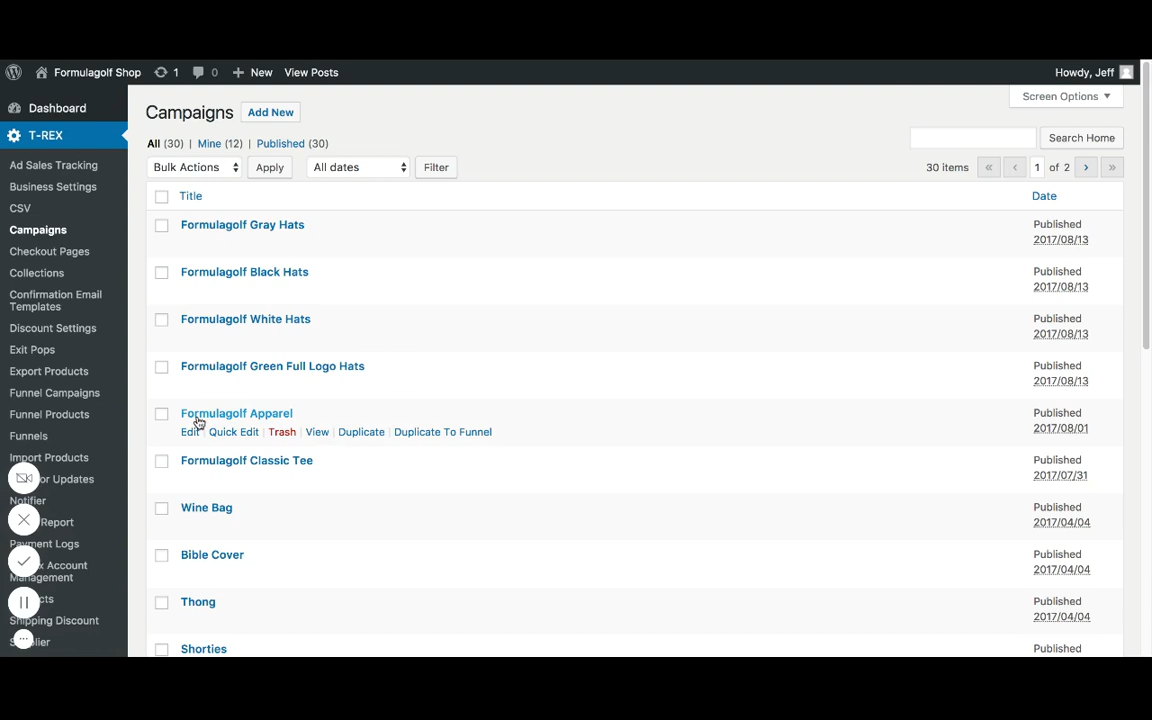 Formulagolf Shop 1 0 New View Posts Howdy, Jeff
Screen Options
Dashboard
T-REX
Ad Sales Tracking
Business Settings
CSV
Campaigns
Checkout Pages
Collections
Confirmation Email
Templates
Discount Settings
Exit Pops
Export Products
Funnel Campaigns
Funnel Products
Funnels
Import Products
or Updates
Notifier
Report
Payment Logs
x Account
Management
cts
Shipping Discount
lier
Campaigns Add New
All (30) | Mine (12) | Published (30)
Search Home
Bulk Actions Apply All dates Filter 30 items « ‹ 1 of 2 › »
Title Date
Formulagolf Gray Hats Published
2017/08/13
Formulagolf Black Hats Published
2017/08/13
Formulagolf White Hats Published
2017/08/13
Formulagolf Green Full Logo Hats Published
2017/08/13
Formulagolf Apparel Published
Edit | Quick Edit | Trash | View | Duplicate | Duplicate To Funnel 2017/08/01
Formulagolf Classic Tee Published
2017/07/31
Wine Bag Published
2017/04/04
Bible Cover Published
2017/04/04
Thong Published
2017/04/04
Shorties Published